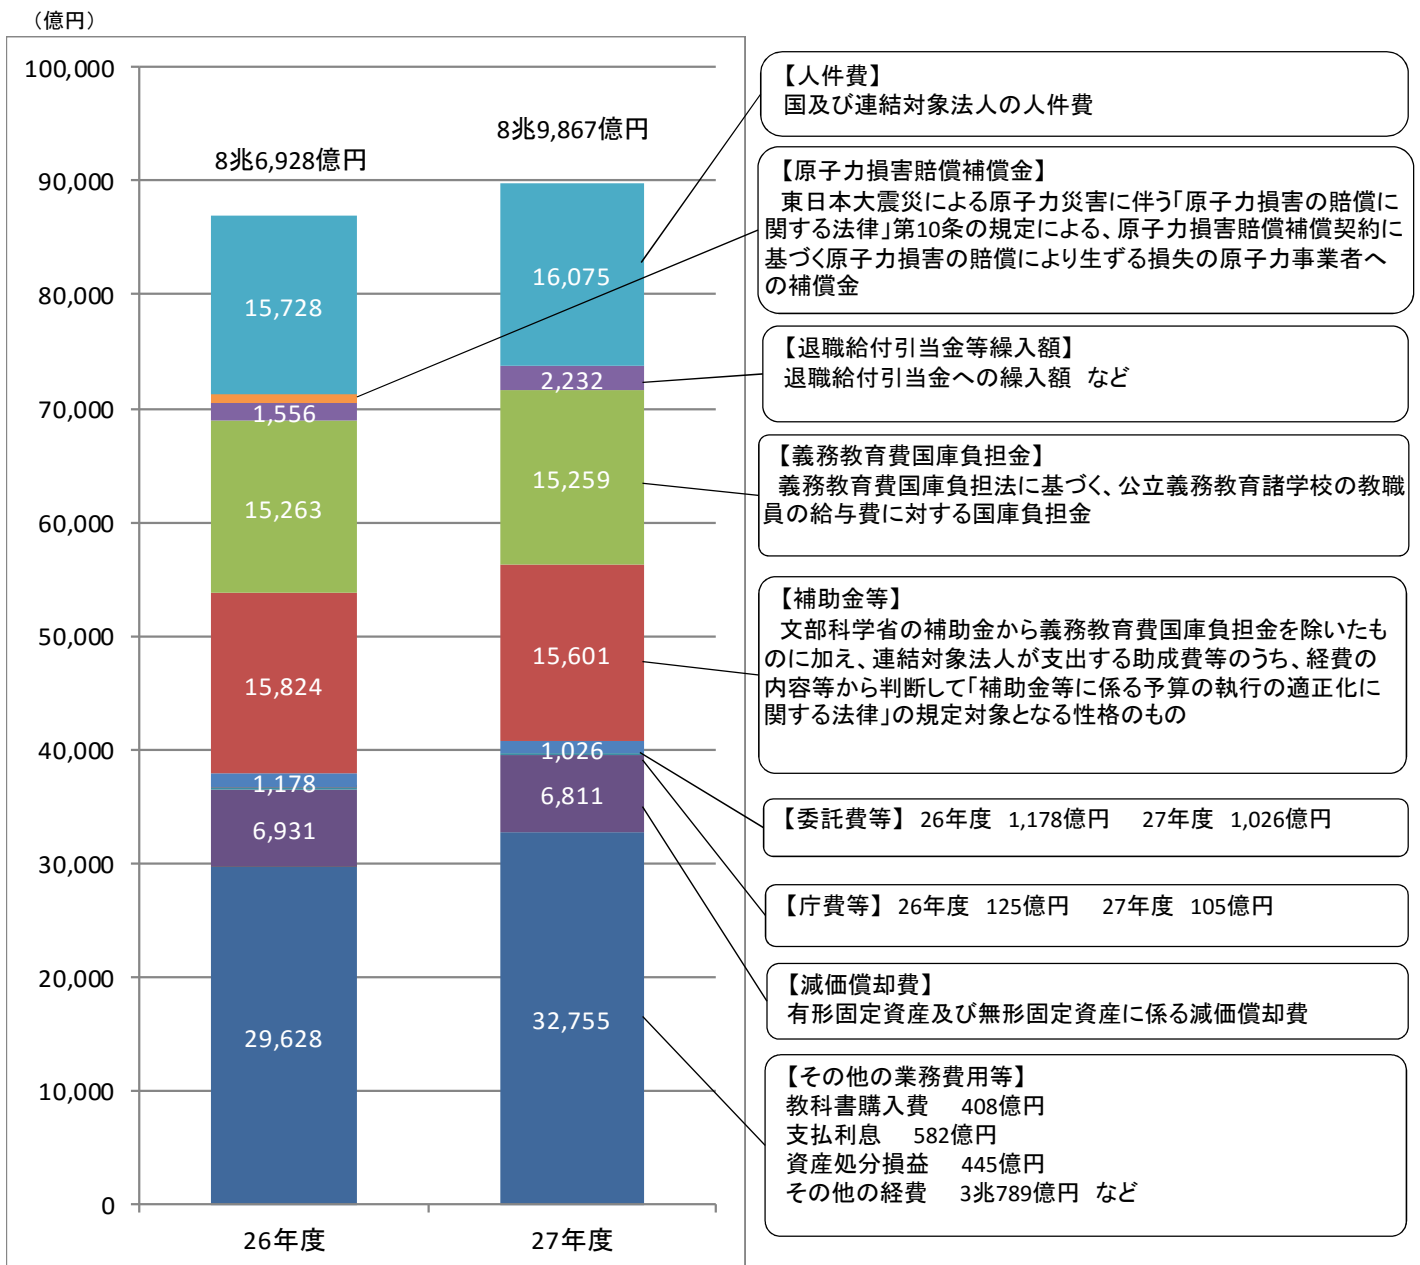 （億円）
100,000
90,000
80,000
70,000
60,000
50,000
40,000
30,000
20,000
10,000
0
8兆6,928億円
15,728
1,556
15,263
15,824
1,178
6,931
29,628
26年度
8兆9,867億円
16,075
2,232
15,259
15,601
1,026
6,811
32,755
27年度
【人件費】
国及び連結対象法人の人件費
【原子力損害賠償補償金】
東日本大震災による原子力災害に伴う「原子力損害の賠償に
関する法律」第10条の規定による、原子力損害賠償補償契約に
基づく原子力損害の賠償により生ずる損失の原子力事業者へ
の補償金
【退職給付引当金等繰入額】
退職給付引当金への繰入額 など
【義務教育費国庫負担金】
義務教育費国庫負担法に基づく、公立義務教育諸学校の教職
員の給与費に対する国庫負担金
【補助金等】
文部科学省の補助金から義務教育費国庫負担金を除いたも
のに加え、連結対象法人が支出する助成費等のうち、経費の
内容等から判断して「補助金等に係る予算の執行の適正化に
関する法律」の規定対象となる性格のもの
【委託費等】 26年度 1,178億円 27年度 1,026億円
【庁費等】 26年度 125億円 27年度 105億円
【減価償却費】
有形固定資産及び無形固定資産に係る減価償却費
【その他の業務費用等】
教科書購入費 408億円
支払利息 582億円
資産処分損益 445億円
その他の経費 3兆789億円 など